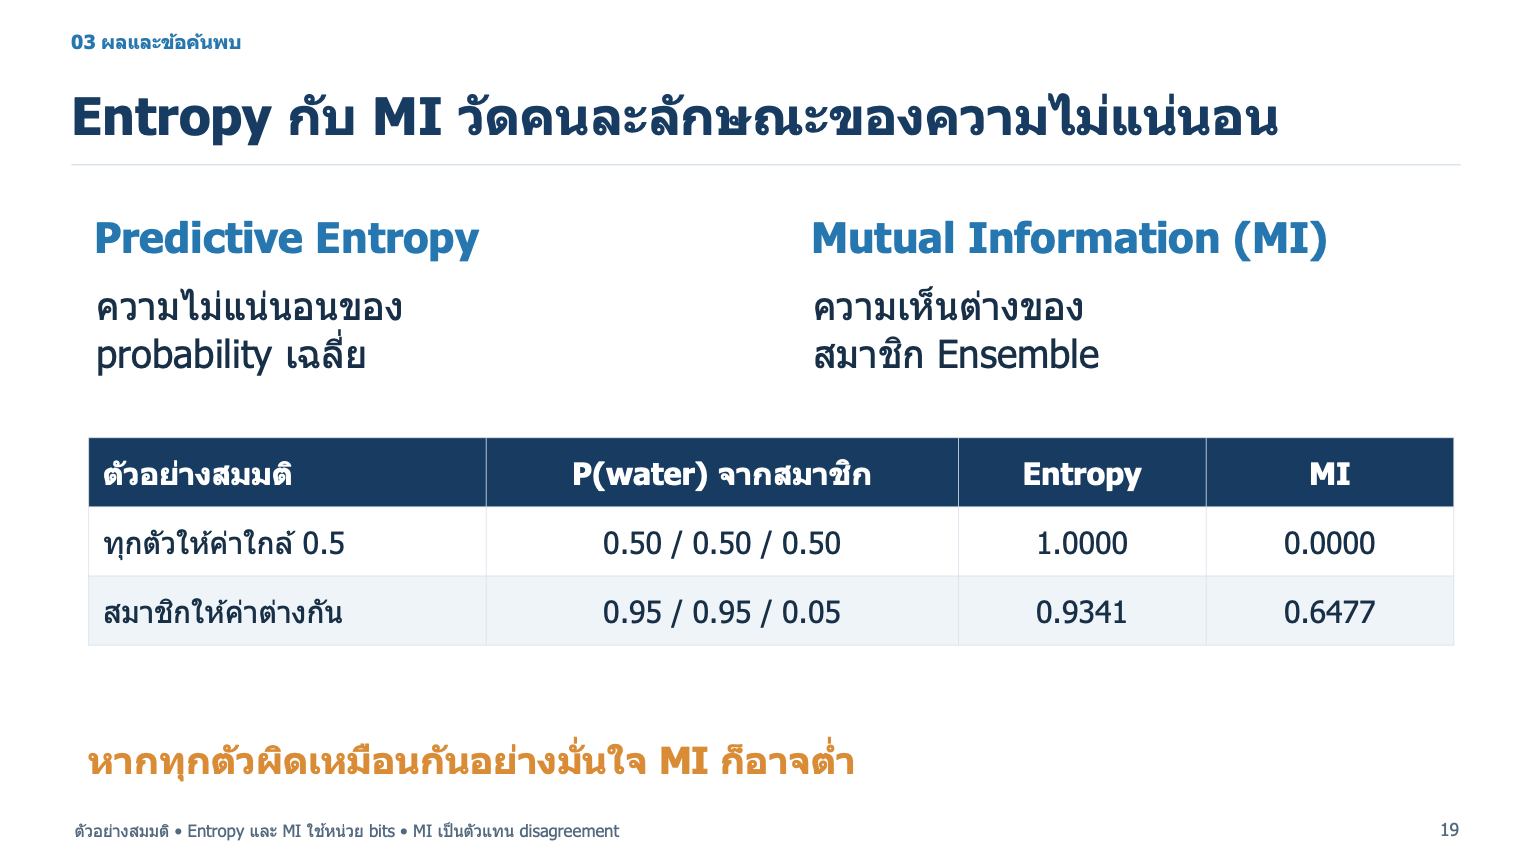 03 ผลและข้อค้นพบ
Entropy กับ MI วัดคนละลักษณะของความไม่แน่นอน
Predictive Entropy
ความไม่แน่นอนของ
probability เฉลี่ย
Mutual Information (MI)
ความเห็นต่างของ
สมาชิก Ensemble
ตัวอย่างสมมติ P(water) จากสมาชิก Entropy MI
ทุกตัวให้ค่าใกล้ 0.5 0.50 / 0.50 / 0.50 1.0000 0.0000
สมาชิกให้ค่าต่างกัน 0.95 / 0.95 / 0.05 0.9341 0.6477
หากทุกตัวผิดเหมือนกันอย่างมั่นใจ MI ก็อาจต่ำ
ตัวอย่างสมมติ • Entropy และ MI ใช้หน่วย bits • MI เป็นตัวแทน disagreement
19